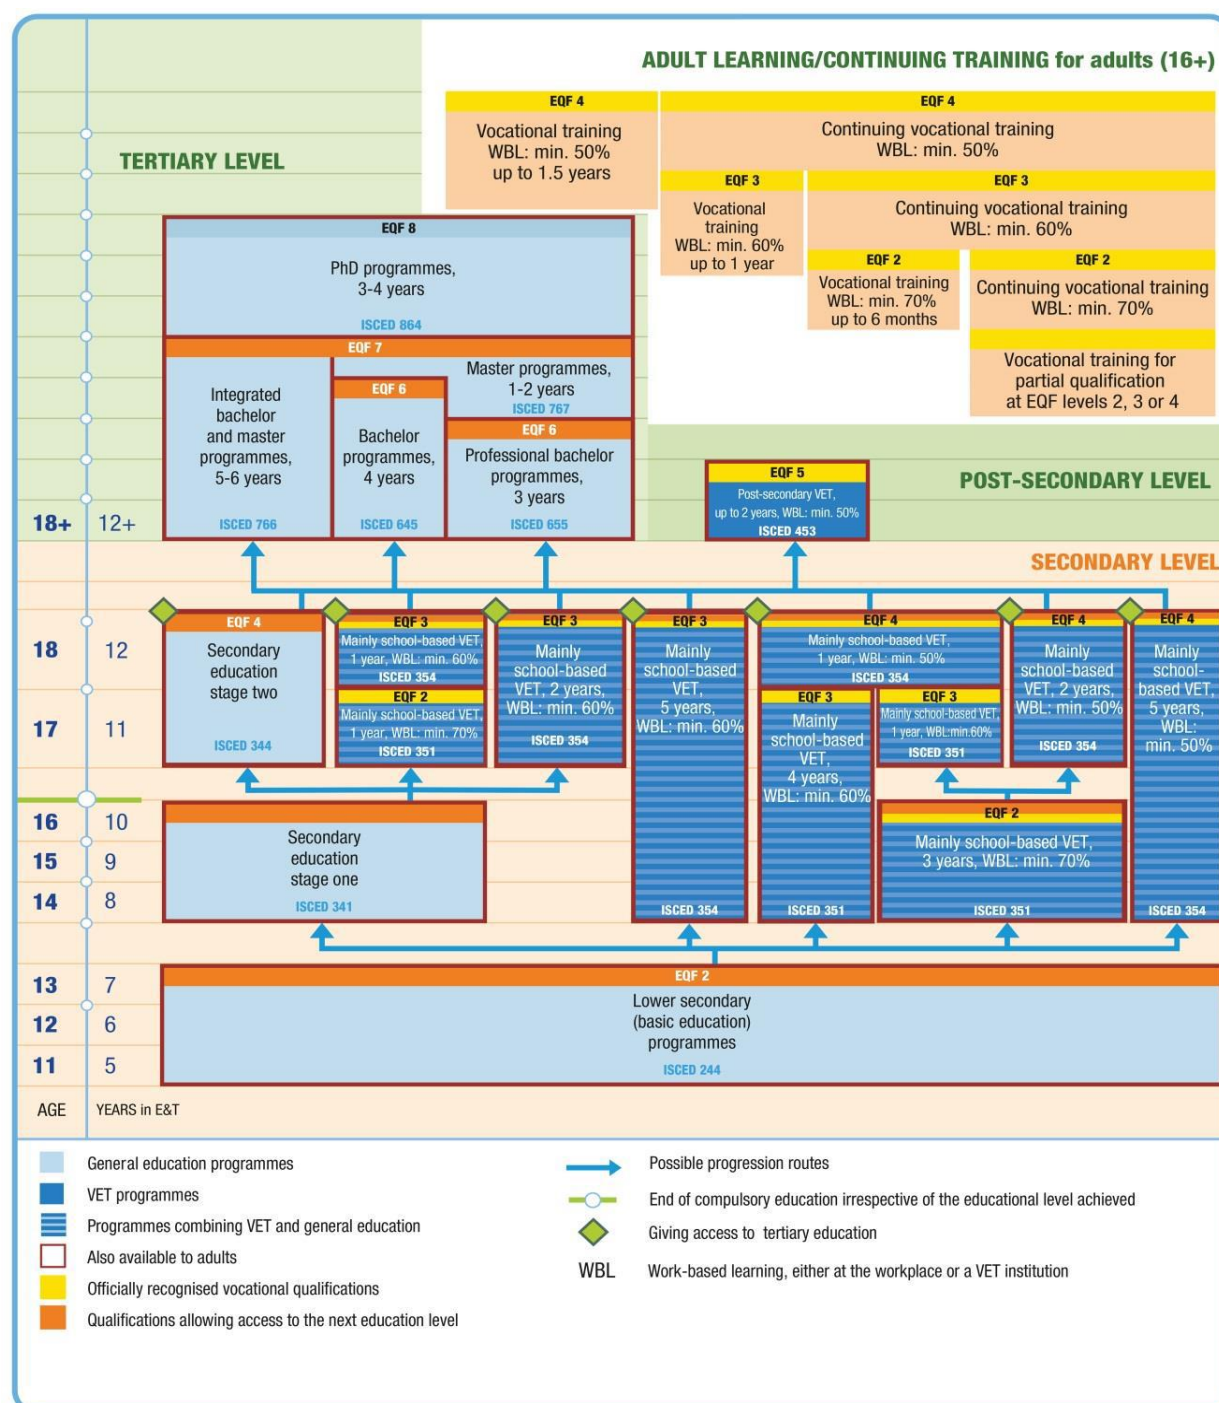 ADULT LEARNING/CONTINUING TRAINING for adults (16+)
EQF 4
Vocational training
WBL: min. 50%
up to 1.5 years
EQF 4
Continuing vocational training
WBL: min. 50%
EQF 3
Vocational
training
WBL: min. 60%
up to 1 year
EQF 3
Continuing vocational training
WBL: min. 60%
EQF 2
Vocational training
WBL: min. 70%
up to 6 months
EQF 2
Continuing vocational training
WBL: min. 70%
Vocational training for
partial qualification
at EQF levels 2, 3 or 4
TERTIARY LEVEL
EQF 8
PhD programmes,
3-4 years
ISCED 864
EQF 7
Integrated
bachelor
and master
programmes,
5-6 years
ISCED 766
Master programmes,
1-2 years
ISCED 767
EQF 6
Bachelor
programmes,
4 years
ISCED 645
EQF 6
Professional bachelor
programmes,
3 years
ISCED 655
POST-SECONDARY LEVEL
EQF 5
Post-secondary VET,
up to 2 years, WBL: min. 50%
ISCED 453
18+ 12+
SECONDARY LEVEL
18 12
17 11
EQF 4
Secondary
education
stage two
ISCED 344
EQF 3
Mainly school-based VET,
1 year, WBL: min. 60%
ISCED 354
EQF 2
Mainly school-based VET,
1 year, WBL: min. 70%
ISCED 351
EQF 3
Mainly
school-based
VET, 2 years,
WBL: min. 60%
ISCED 354
EQF 3
Mainly
school-based
VET,
5 years,
WBL: min. 60%
ISCED 354
EQF 4
Mainly school-based VET,
1 year, WBL: min. 50%
ISCED 354
EQF 3
Mainly
school-based
VET,
4 years,
WBL: min. 60%
ISCED 351
EQF 3
Mainly school-based VET,
1 year, WBL:min.60%
ISCED 351
EQF 4
Mainly
school-based
VET, 2 years,
WBL: min. 50%
ISCED 354
EQF 4
Mainly
school-
based VET,
5 years,
WBL:
min. 50%
ISCED 354
16 10
15 9
14 8
Secondary
education
stage one
ISCED 341
EQF 2
Mainly school-based VET,
3 years, WBL: min. 70%
ISCED 351
13 7
12 6
11 5
EQF 2
Lower secondary
(basic education)
programmes
ISCED 244
AGE YEARS in E&T
General education programmes
VET programmes
Programmes combining VET and general education
Also available to adults
Officially recognised vocational qualifications
Qualifications allowing access to the next education level
Possible progression routes
End of compulsory education irrespective of the educational level achieved
Giving access to tertiary education
WBL Work-based learning, either at the workplace or a VET institution